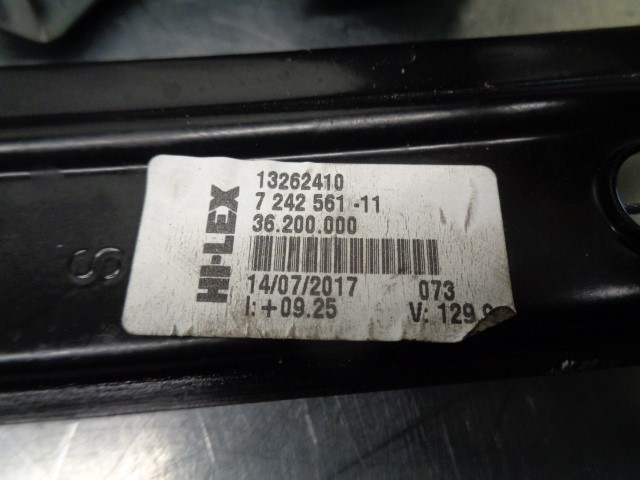 HI-LEX
13262410
7 242 561 -11
36.200.000
14/07/2017 073
I: +09.25 V: 129.
S